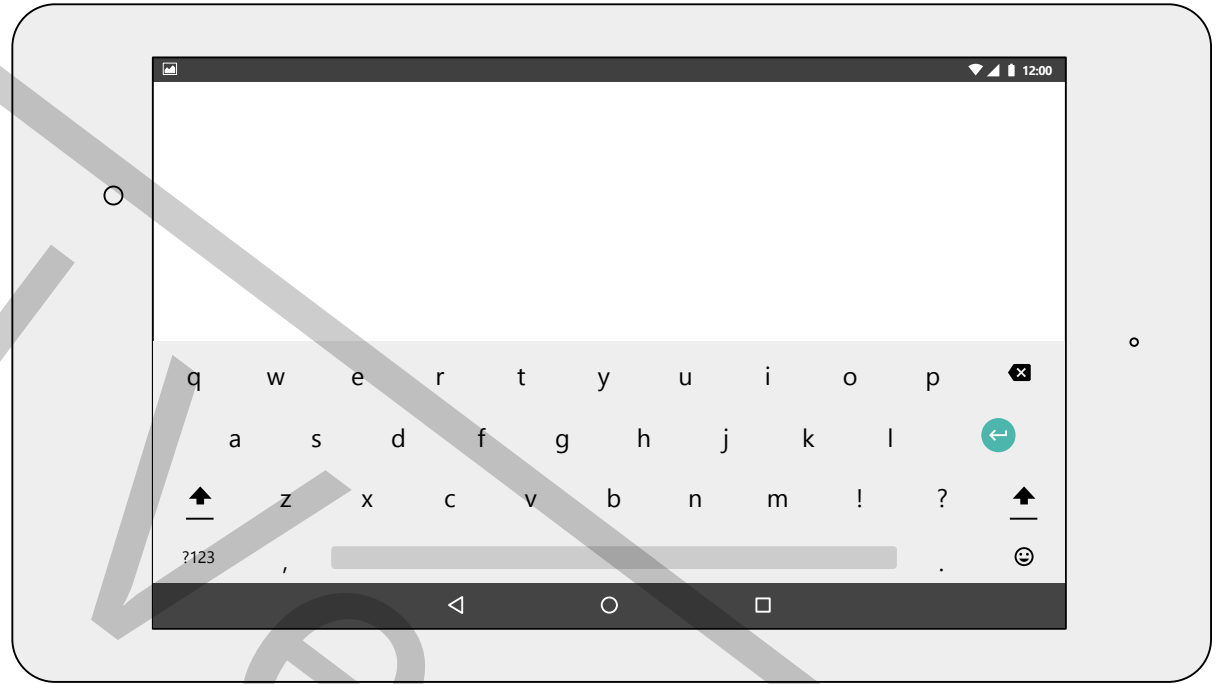 12:00
q w e r t y u i o p
a s d f g h j k l
z x c v b n m ! ?
?123 , .